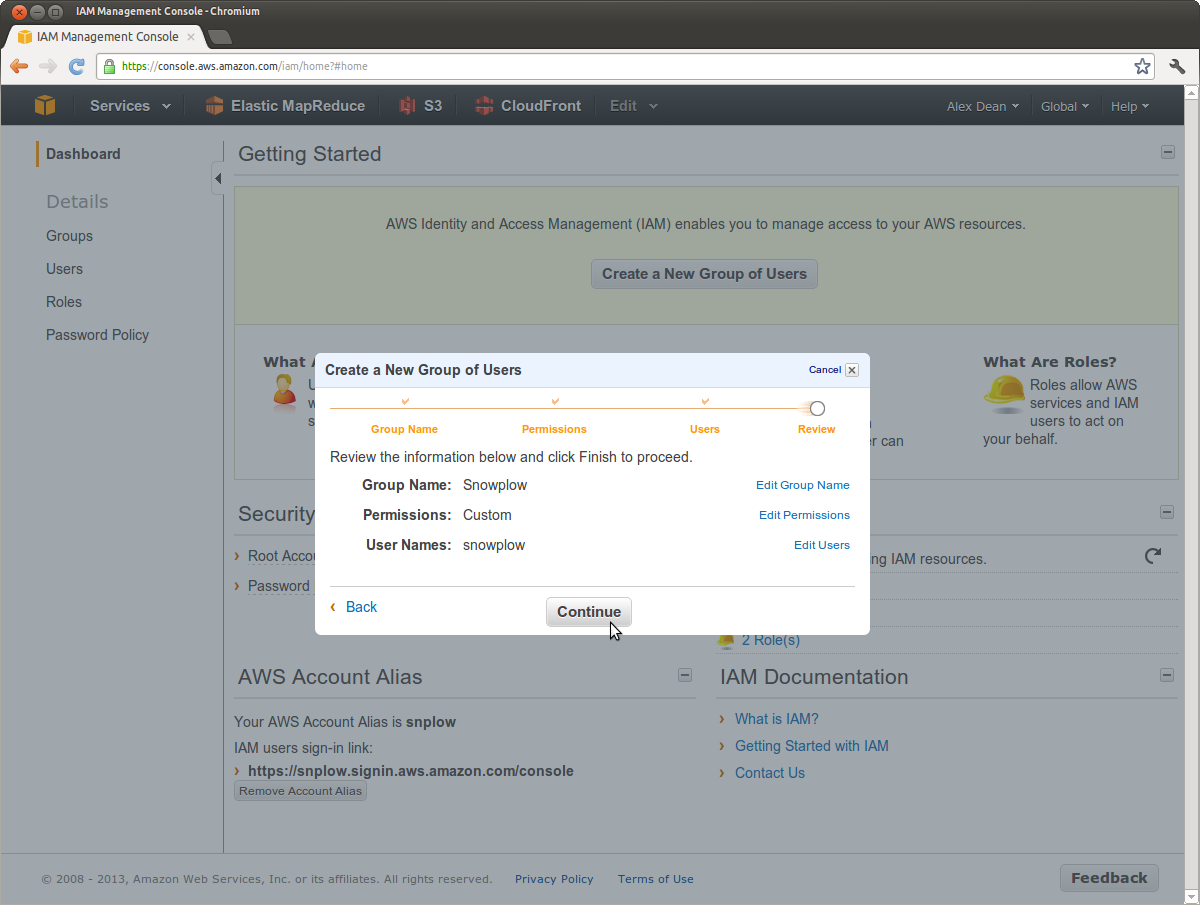 IAM Management Console - Chromium
IAM Management Console
https://console.aws.amazon.com/iam/home?#home
Services
Elastic MapReduce
S3
CloudFront
Edit
Alex Dean
Global
Help
Dashboard
Details
Groups
Users
Roles
Password Policy
Getting Started
AWS Identity and Access Management (IAM) enables you to manage access to your AWS resources.
Create a New Group of Users
What
What Are Roles?
Roles allow AWS
services and IAM
users to act on
your behalf.
can
Create a New Group of Users
Cancel
Group Name
Permissions
Users
Review
Review the information below and click Finish to proceed.
Group Name: Snowplow
Edit Group Name
Permissions: Custom
Edit Permissions
User Names: snowplow
Edit Users
Back
Continue
Security
Root
Password
IAM resources.
2 Role(s)
AWS Account Alias
Your AWS Account Alias is snplow
IAM users sign-in link:
https://snplow.signin.aws.amazon.com/console
Remove Account Alias
IAM Documentation
What is IAM?
Getting Started with IAM
Contact Us
© 2008 - 2013, Amazon Web Services, Inc. or its affiliates. All rights reserved.
Privacy Policy
Terms of Use
Feedback